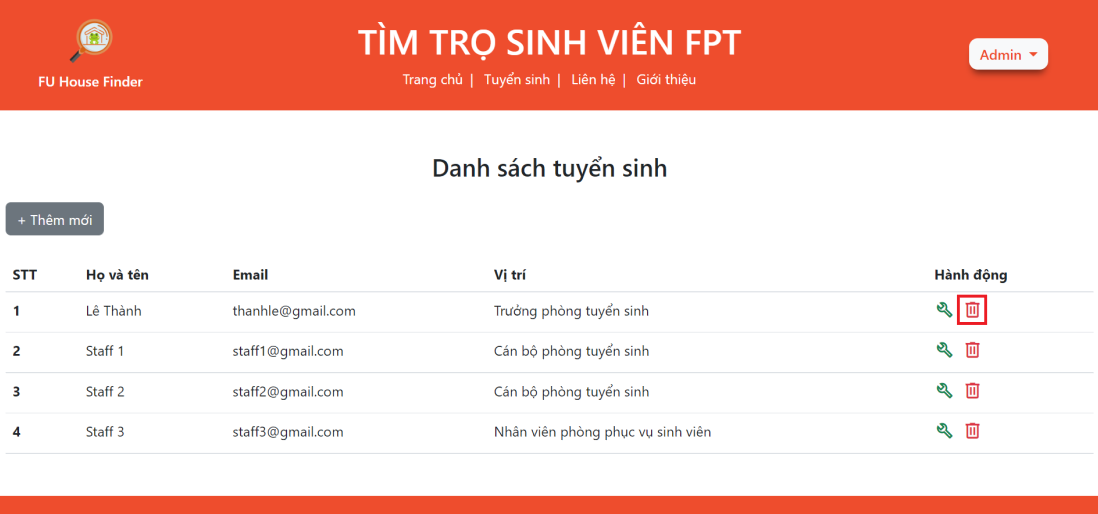 TÌM TRỌ SINH VIÊN FPT
Admin
FU House Finder
Trang chủ | Tuyển sinh | Liên hệ | Giới thiệu
Danh sách tuyển sinh
+ Thêm mới
STT Họ và tên Email Vị trí Hành động
1 Lê Thành thanhle@gmail.com Trưởng phòng tuyển sinh
2 Staff 1 staff1@gmail.com Cán bộ phòng tuyển sinh
3 Staff 2 staff2@gmail.com Cán bộ phòng tuyển sinh
4 Staff 3 staff3@gmail.com Nhân viên phòng phục vụ sinh viên